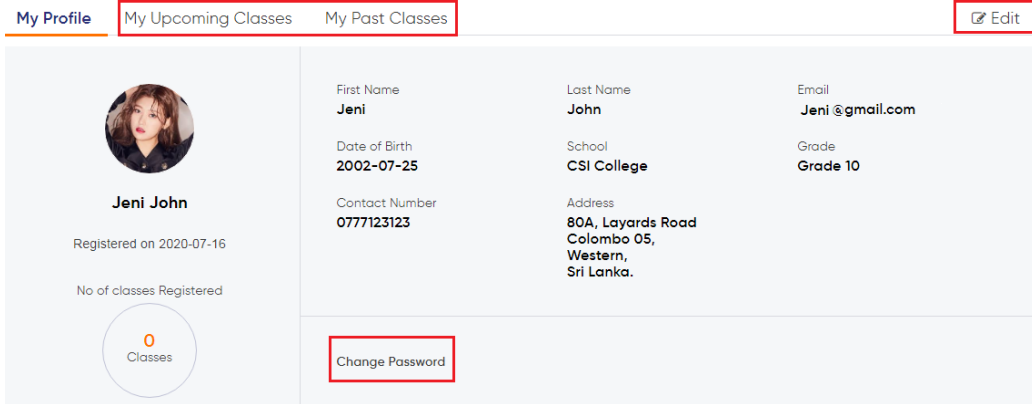 My Profile My Upcoming Classes My Past Classes Edit
Jeni John
Registered on 2020-07-16
No of classes Registered
0
Classes
First Name Last Name Email
Jeni John Jeni @gmail.com
Date of Birth School Grade
2002-07-25 CSI College Grade 10
Contact Number Address
0777123123 80A, Layards Road
Colombo 05,
Western,
Sri Lanka.
Change Password